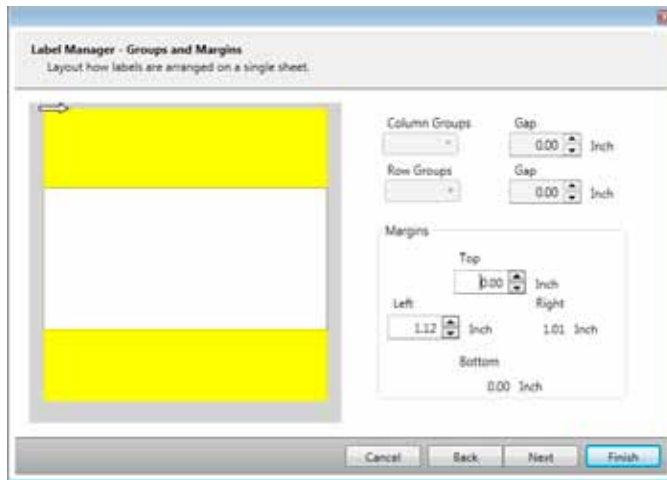 Label Manager - Groups and Margins
Layout how labels are arranged on a single sheet.
Column Groups Gap
0.00 Inch
Row Groups Gap
0.00 Inch
Margins
Top
0.00 Inch
Left Right
1.12 Inch 1.01 Inch
Bottom
0.00 Inch
Cancel Back Next Finish